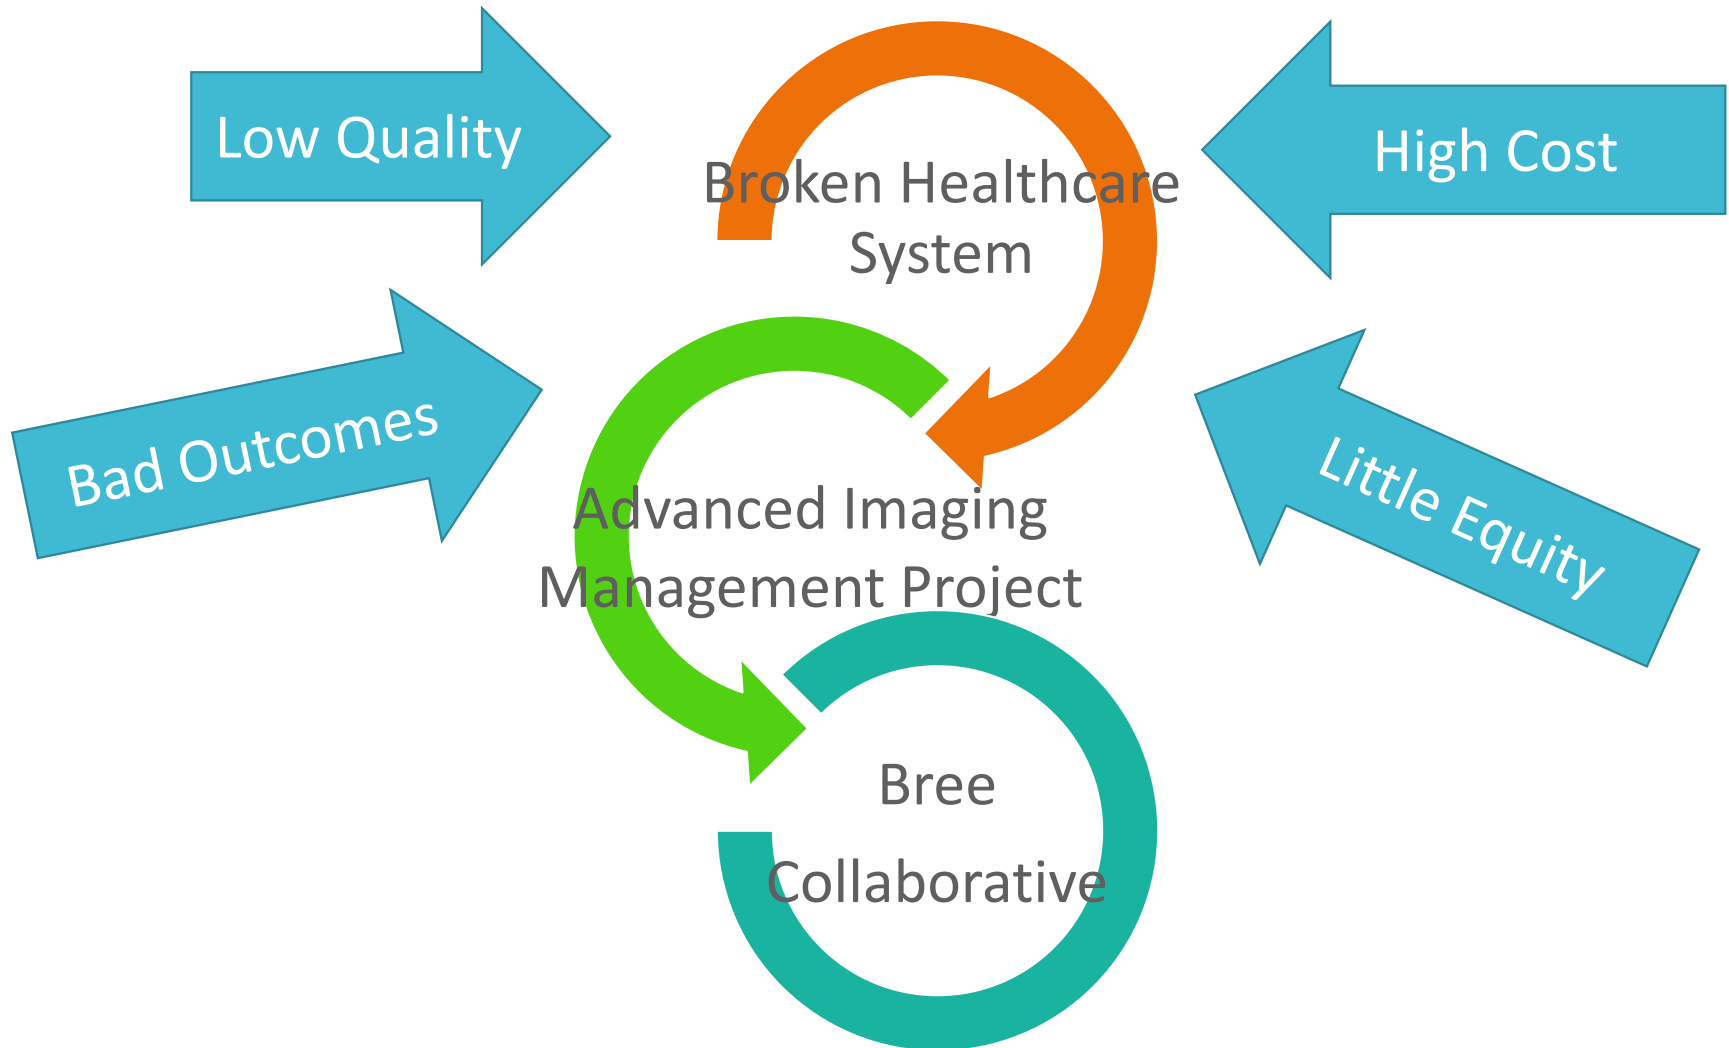 Low Quality
High Cost
Broken Healthcare
System
Bad Outcomes
Little Equity
Advanced Imaging
Management Project
Bree
Collaborative